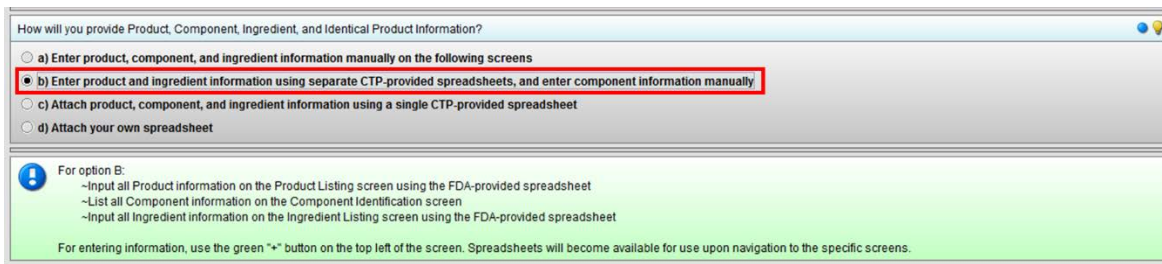 How will you provide Product, Component, Ingredient, and Identical Product Information?
a) Enter product, component, and ingredient information manually on the following screens
b) Enter product and ingredient information using separate CTP-provided spreadsheets, and enter component information manually
c) Attach product, component, and ingredient information using a single CTP-provided spreadsheet
d) Attach your own spreadsheet
For option B:
~Input all Product information on the Product Listing screen using the FDA-provided spreadsheet
~List all Component information on the Component Identification screen
~Input all Ingredient information on the Ingredient Listing screen using the FDA-provided spreadsheet
For entering information, use the green "+" button on the top left of the screen. Spreadsheets will become available for use upon navigation to the specific screens.